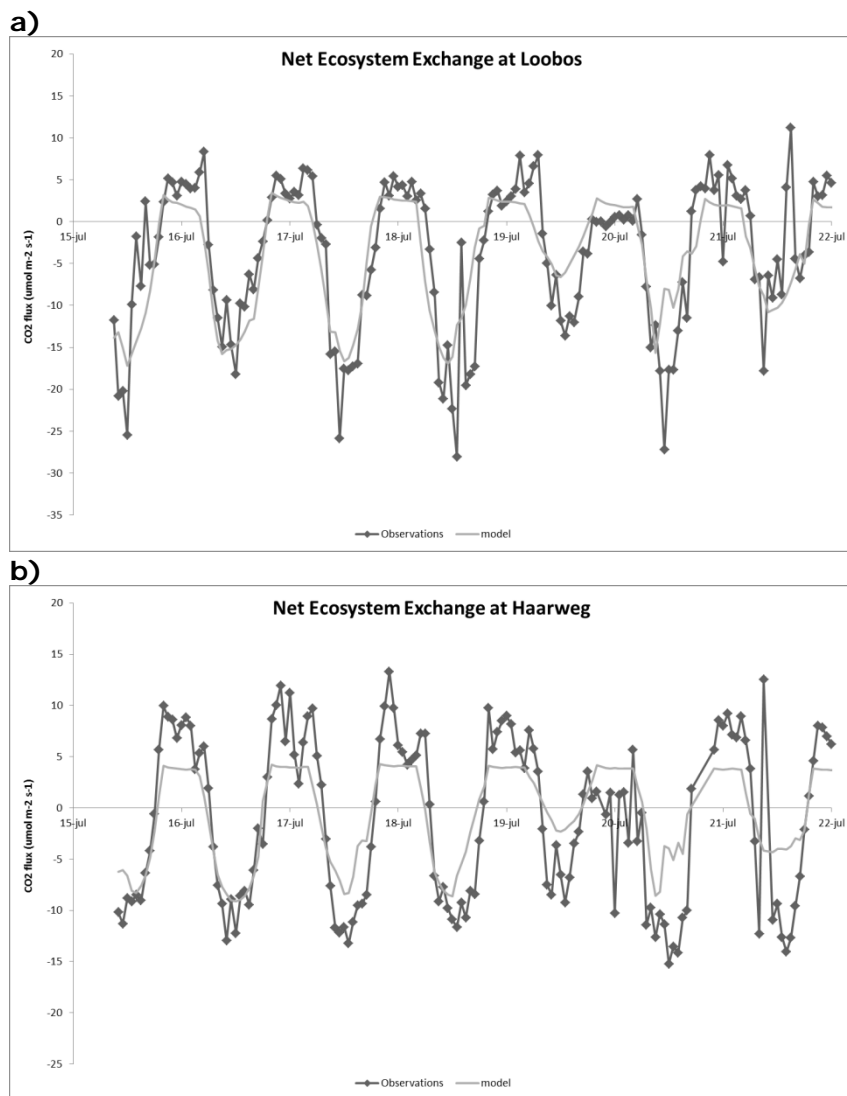 a)
Net Ecosystem Exchange at Loobos
CO2 flux (umol m-2 s-1)
20
15
10
5
0
-5
-10
-15
-20
-25
-30
-35
15-jul 16-jul 17-jul 18-jul 19-jul 20-jul 21-jul 22-jul
Observations model
b)
Net Ecosystem Exchange at Haarweg
CO2 flux (umol m-2 s-1)
20
15
10
5
0
-5
-10
-15
-20
-25
15-jul 16-jul 17-jul 18-jul 19-jul 20-jul 21-jul 22-jul
Observations model